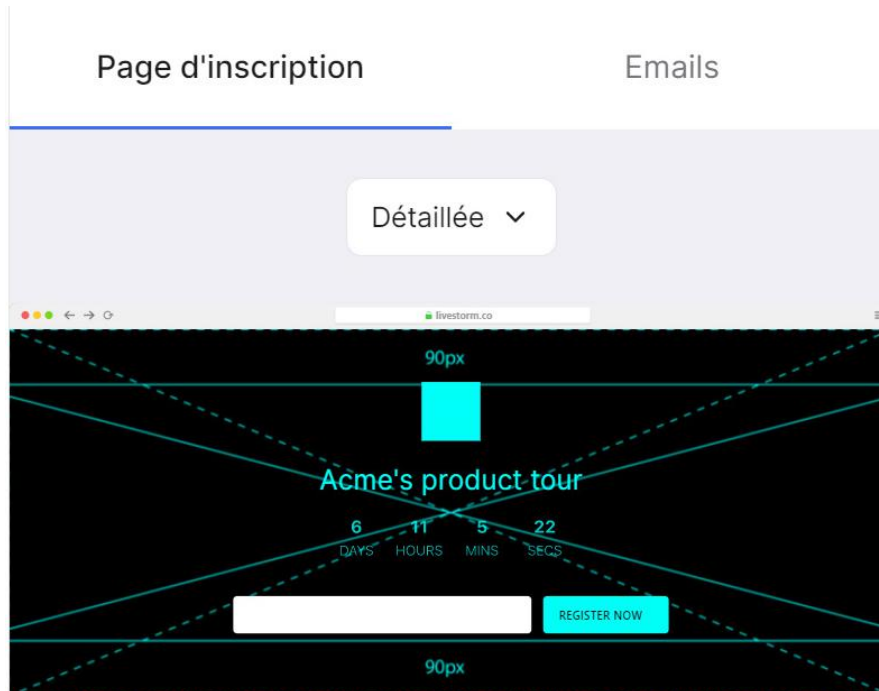 Page d'inscription Emails
Détaillée
livestorm.co
90px
Acme's product tour
6 11 5 22
DAYS HOURS MINS SECS
REGISTER NOW
90px